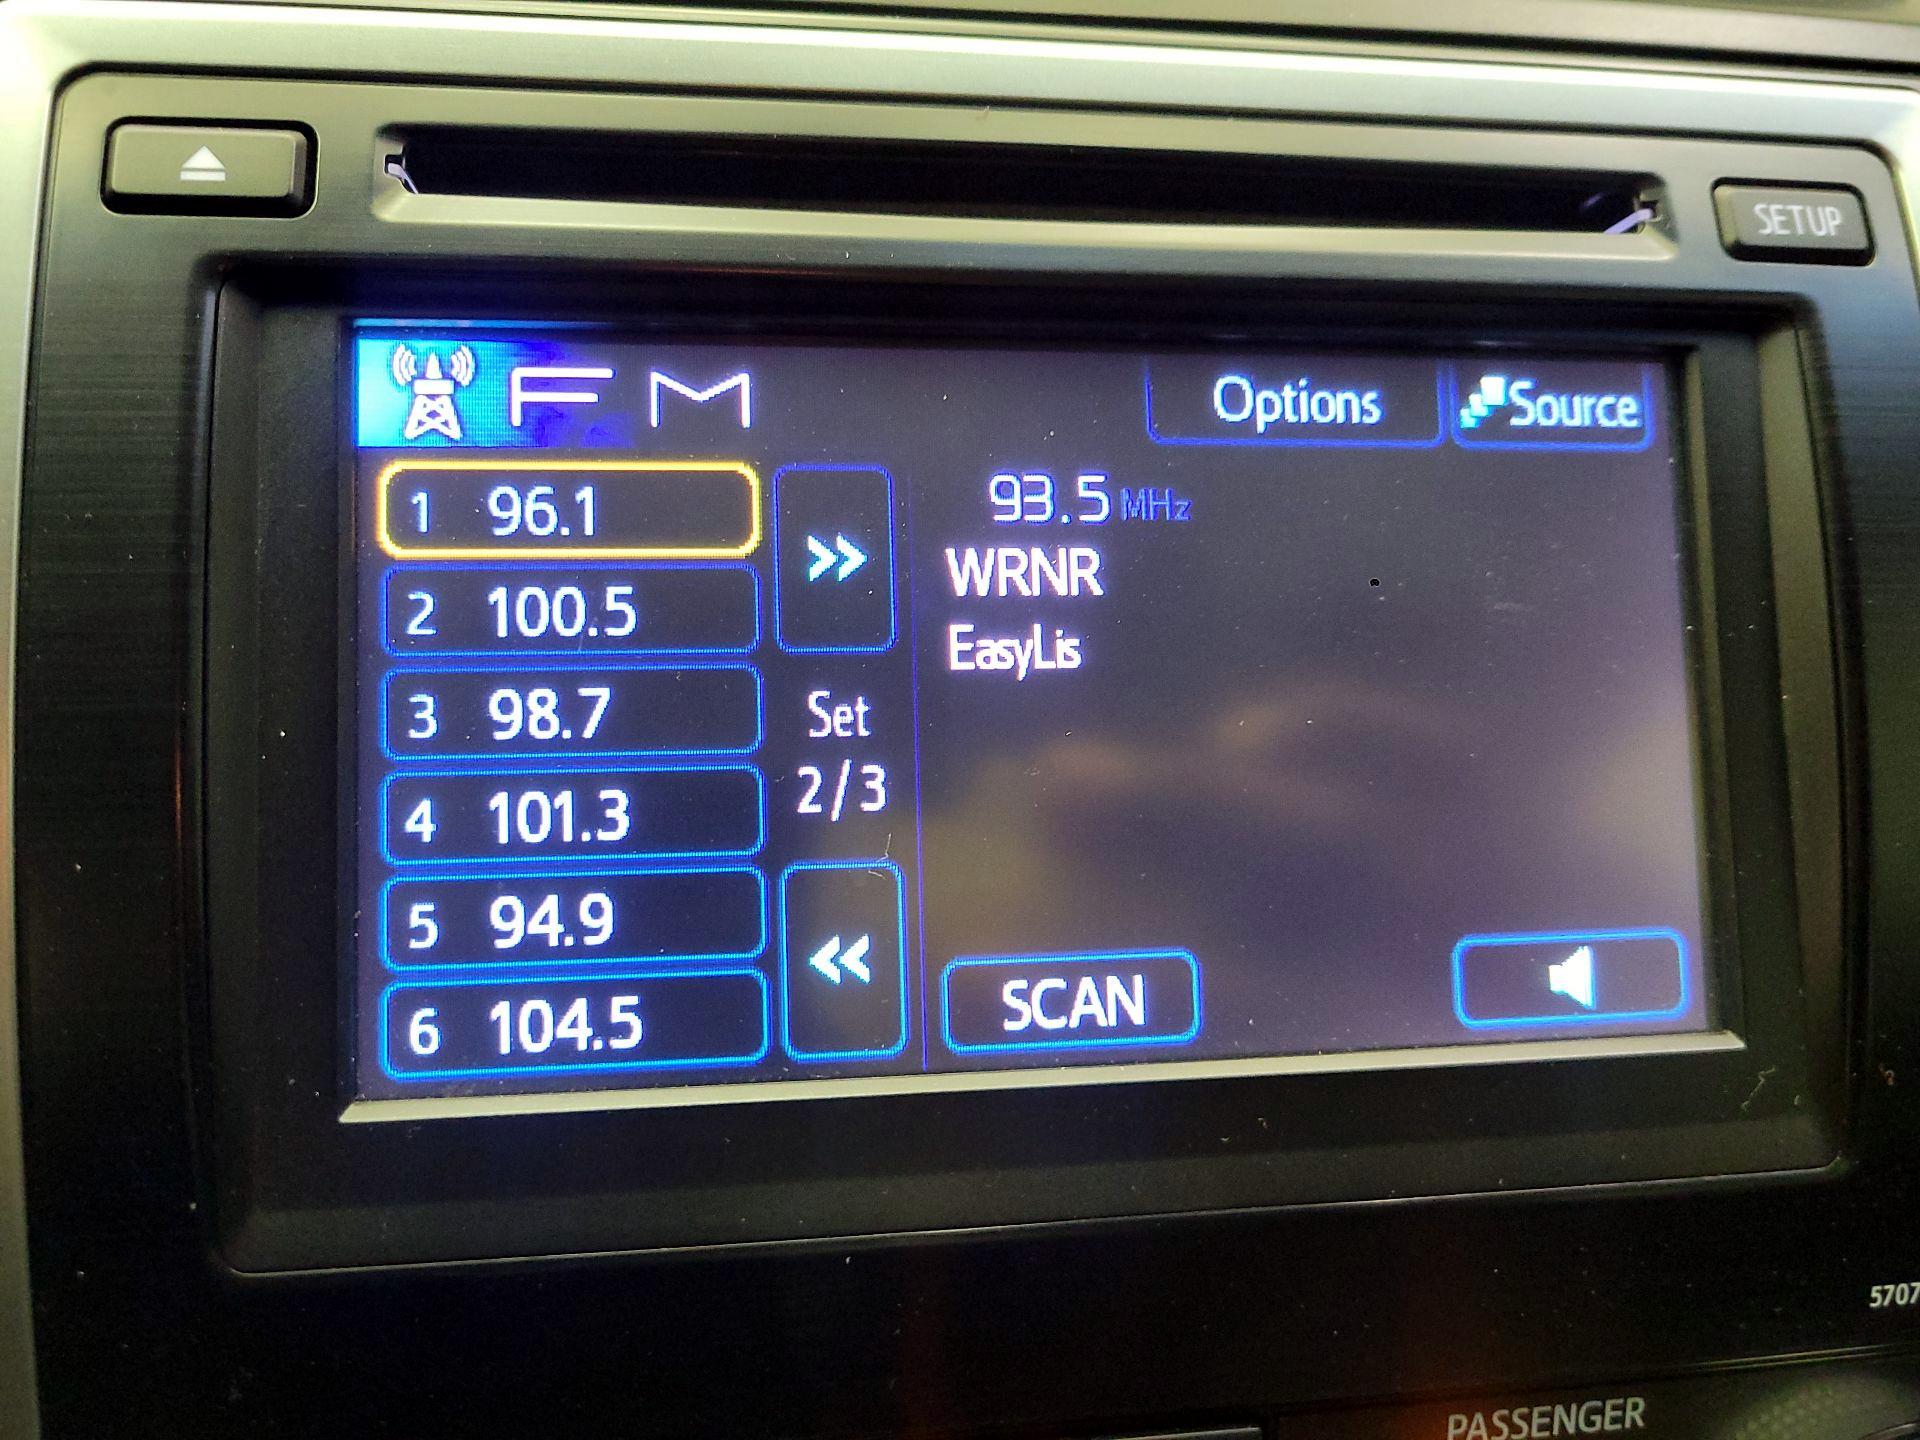 SETUP
FM
Options
Source
1 96.1
2 100.5
3 98.7
4 101.3
5 94.9
6 104.5
>>
Set
2/3
<<
93.5 MHz
WRNR
EasyLis
SCAN
5707
PASSENGER